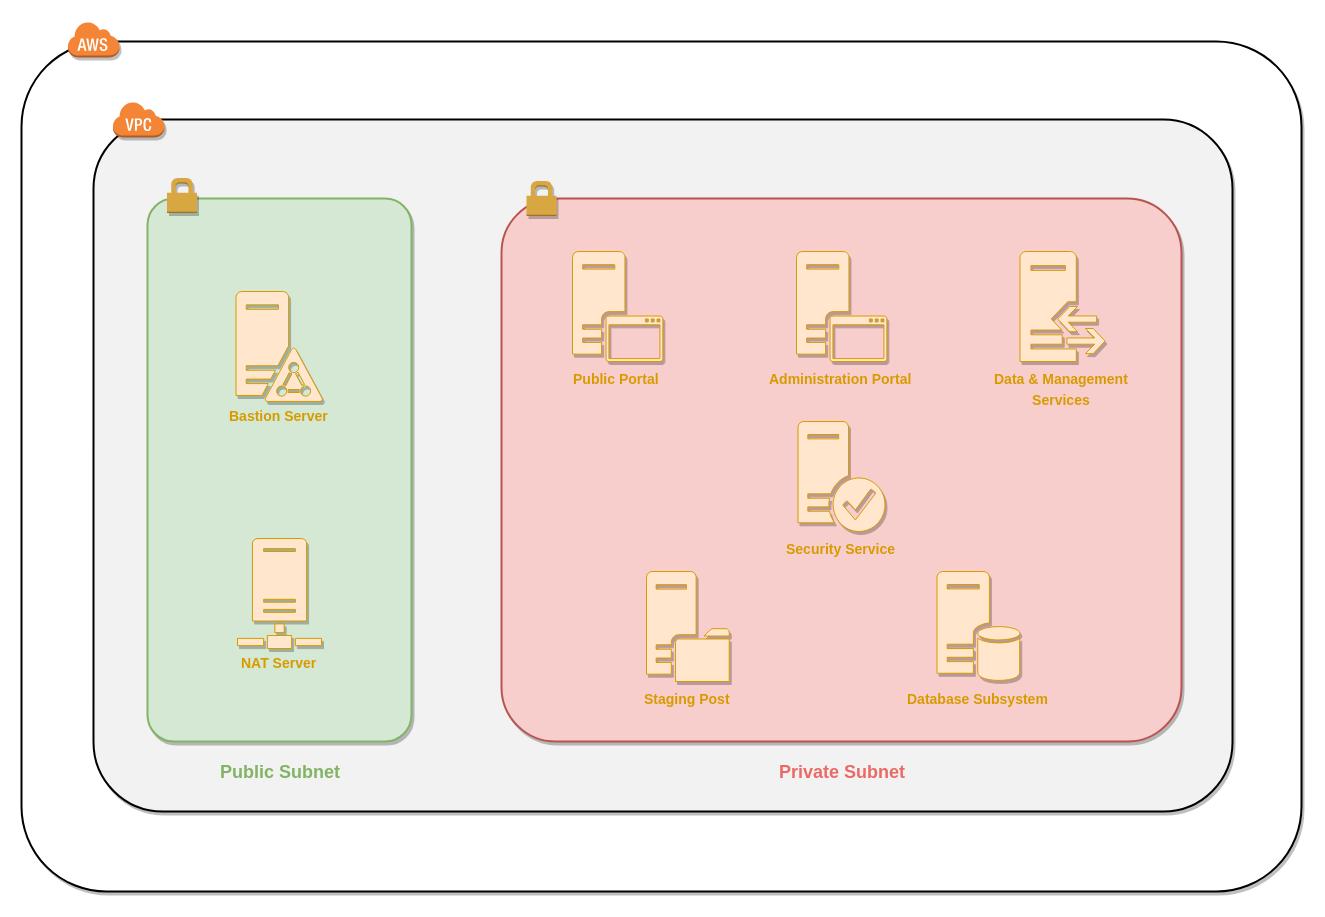 AWS
VPC
Public Portal
Administration Portal
Data & Management
Services
Bastion Server
Security Service
NAT Server
Staging Post
Database Subsystem
Public Subnet
Private Subnet